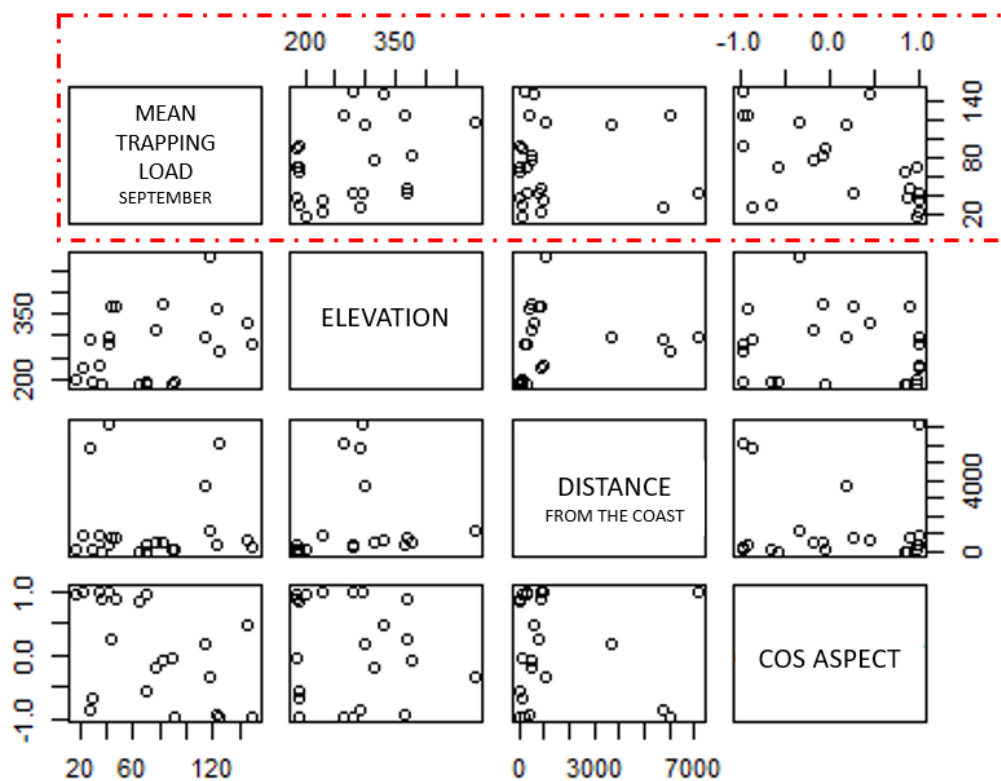 200 350 -1.0 0.0 1.0
MEAN
TRAPPING
LOAD
SEPTEMBER
20 80 140
200 350
ELEVATION
DISTANCE
FROM THE COAST
0 4000
-1.0 0.0 1.0
COS ASPECT
20 60 120 0 3000 7000